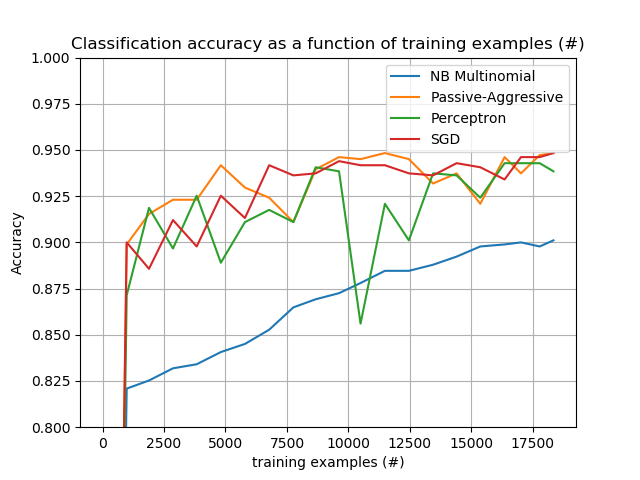 Classification accuracy as a function of training examples (#)
1.000
0.975
0.950
0.925
0.900
0.875
0.850
0.825
0.800
Accuracy
NB Multinomial
Passive-Aggressive
Perceptron
SGD
0 2500 5000 7500 10000 12500 15000 17500
training examples (#)